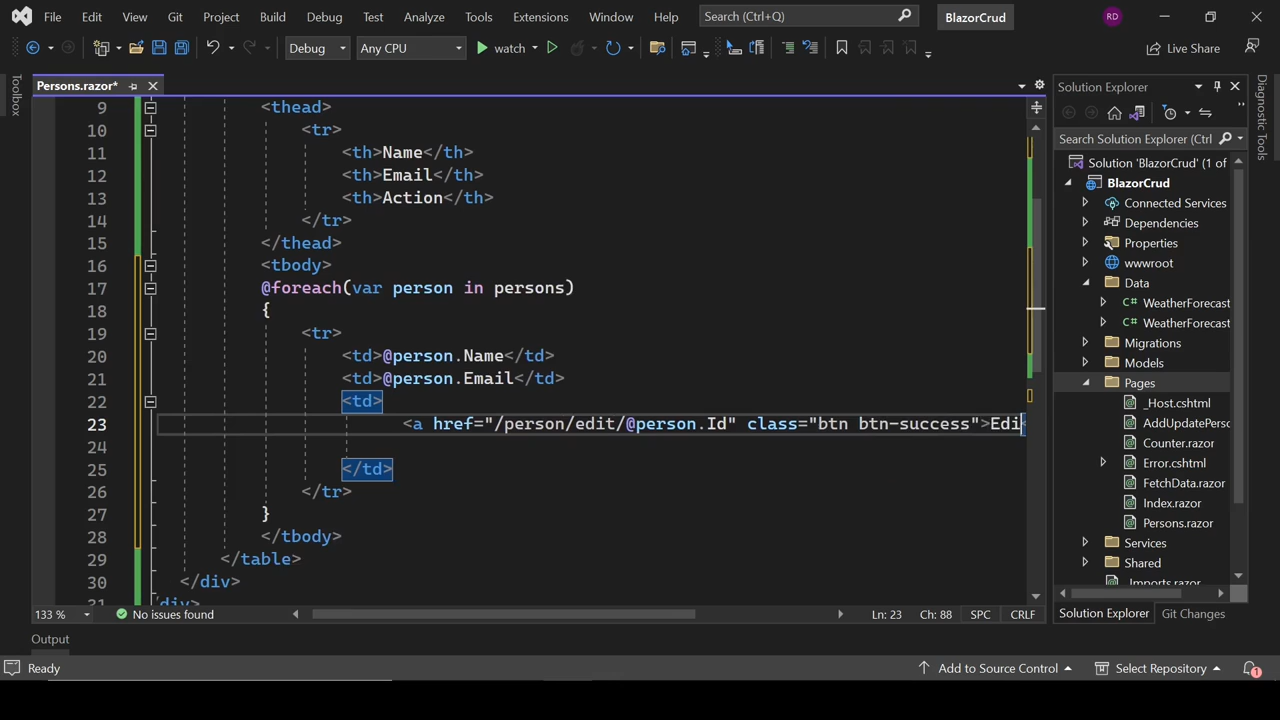 File Edit View Git Project Build Debug Test Analyze Tools Extensions Window Help Search (Ctrl+Q) BlazorCrud RD
Debug Any CPU watch Live Share
Toolbox
Persons.razor*
9 <thead>
10 <tr>
11 <th>Name</th>
12 <th>Email</th>
13 <th>Action</th>
14 </tr>
15 </thead>
16 <tbody>
17 @foreach(var person in persons)
18 {
19 <tr>
20 <td>@person.Name</td>
21 <td>@person.Email</td>
22 <td>
23 <a href="/person/edit/@person.Id" class="btn btn-success">Edi<
24
25 </td>
26 </tr>
27 }
28 </tbody>
29 </table>
30 </div>
31 div>
133 % No issues found Ln: 23 Ch: 88 SPC CRLF
Solution Explorer
Search Solution Explorer (Ctrl
Solution 'BlazorCrud' (1 of
BlazorCrud
Connected Services
Dependencies
Properties
wwwroot
Data
C# WeatherForecast
C# WeatherForecast
Migrations
Models
Pages
_Host.cshtml
AddUpdatePerso
Counter.razor
Error.cshtml
FetchData.razor
Index.razor
Persons.razor
Services
Shared
_Imports.razor
Solution Explorer Git Changes
Diagnostic Tools
Output
Ready Add to Source Control Select Repository 1